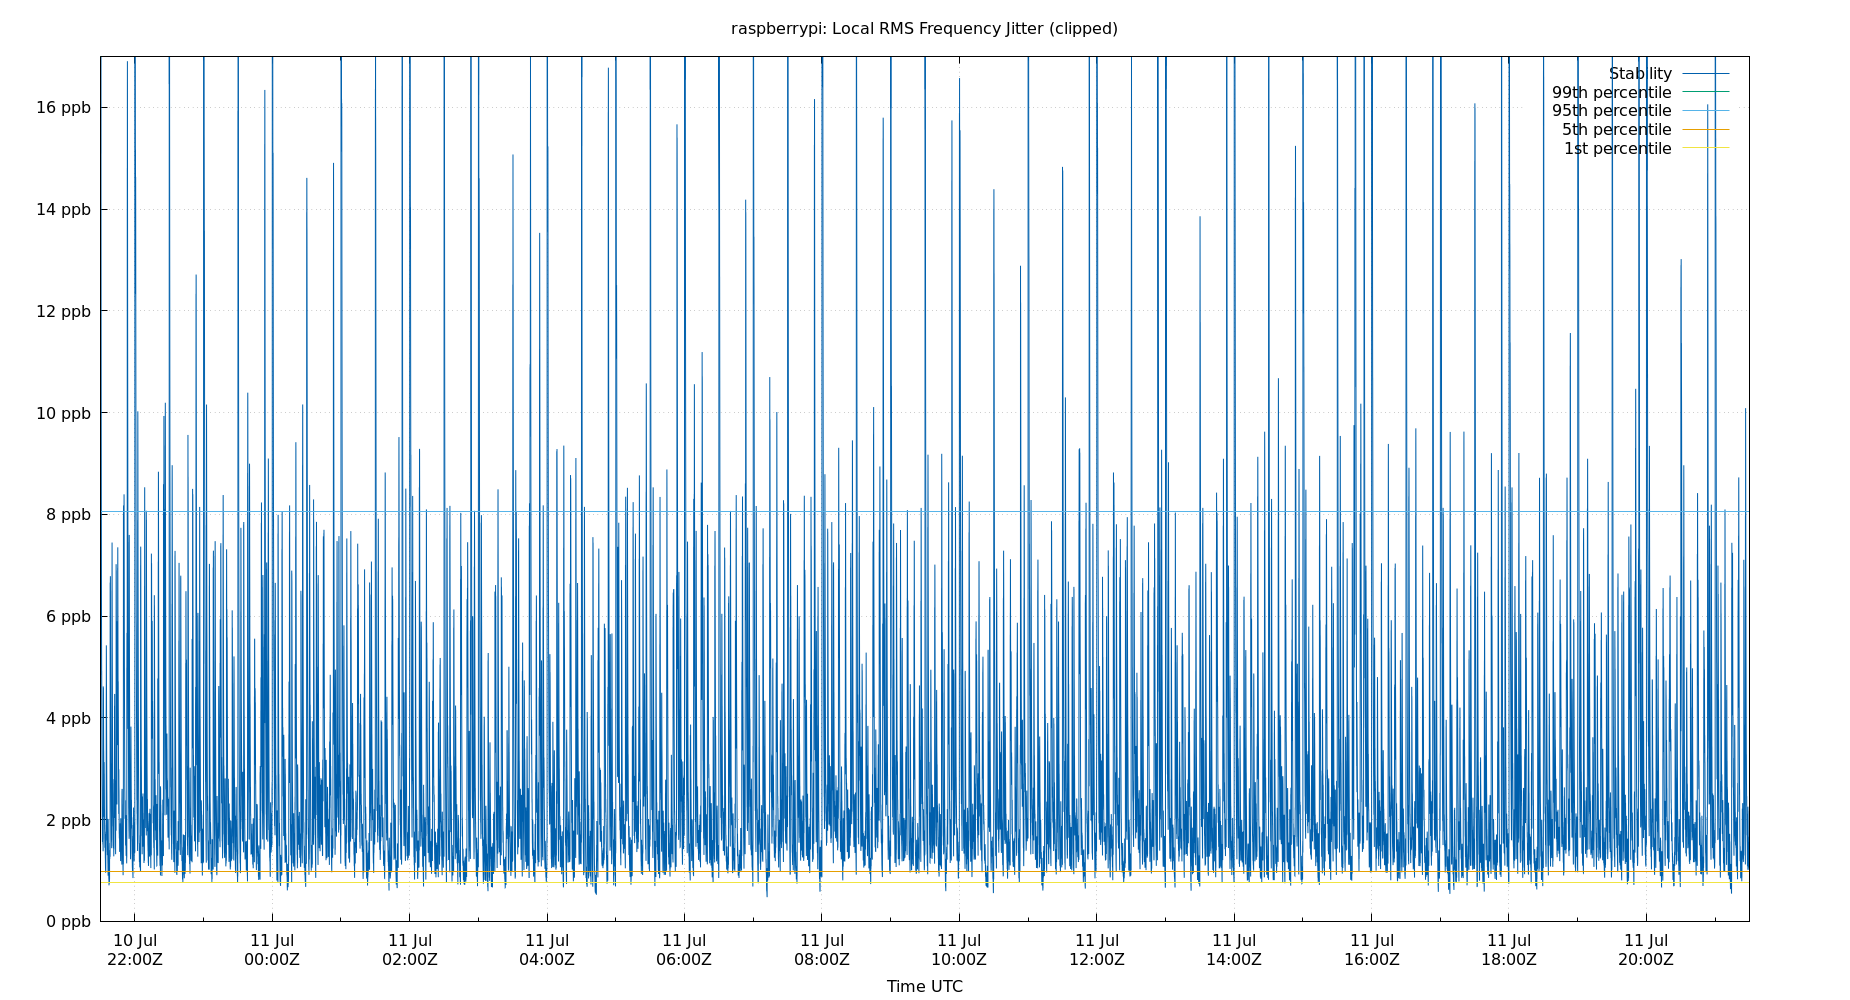 raspberrypi: Local RMS Frequency Jitter (clipped)
Stability
99th percentile
95th percentile
5th percentile
1st percentile
16 ppb
14 ppb
12 ppb
10 ppb
8 ppb
6 ppb
4 ppb
2 ppb
0 ppb
10 Jul 11 Jul 11 Jul 11 Jul 11 Jul 11 Jul 11 Jul 11 Jul 11 Jul 11 Jul 11 Jul 11 Jul
22:00Z 00:00Z 02:00Z 04:00Z 06:00Z 08:00Z 10:00Z 12:00Z 14:00Z 16:00Z 18:00Z 20:00Z
Time UTC